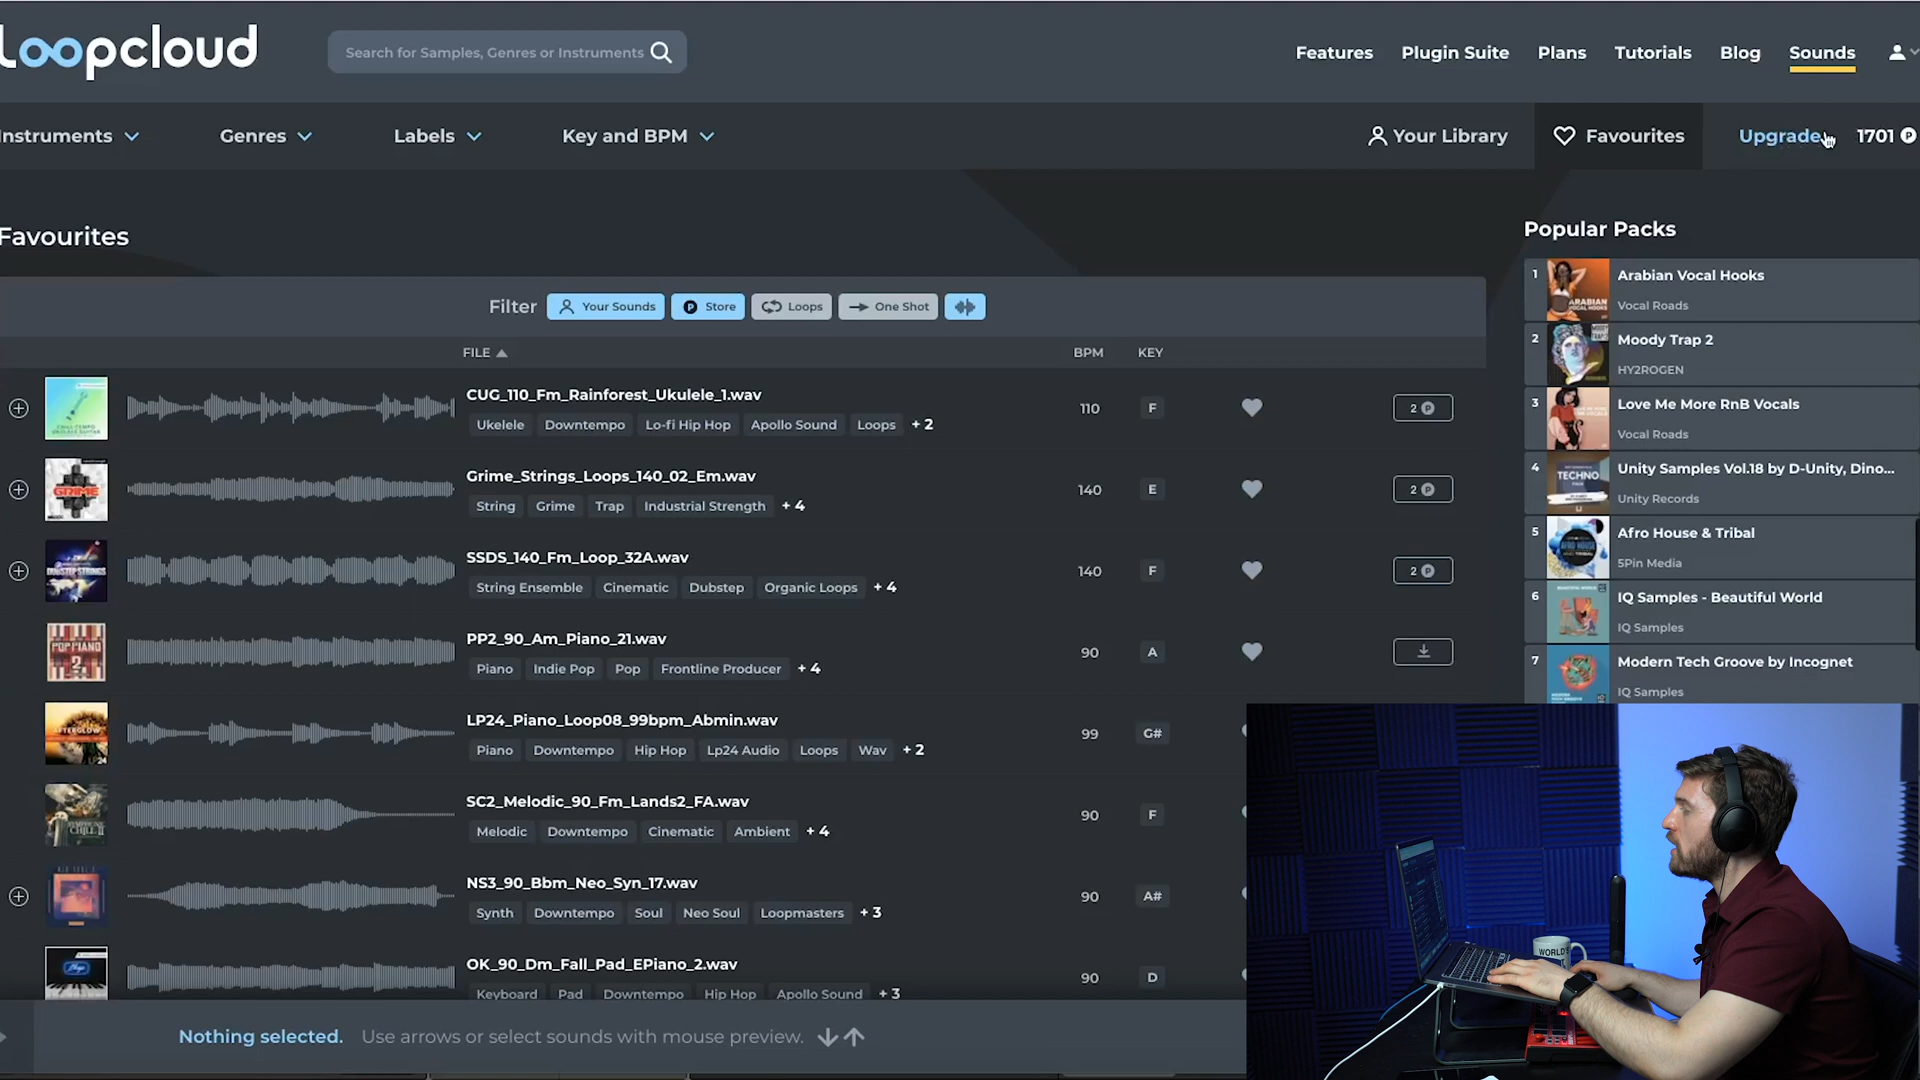 Loopcloud
Search for Samples, Genres or Instruments
Features Plugin Suite Plans Tutorials Blog Sounds
Instruments Genres Labels Key and BPM Your Library Favourites Upgrade 1701 P
Favourites
Filter Your Sounds P Store Loops One Shot
FILE BPM KEY
CUG_110_Fm_Rainforest_Ukulele_1.wav 110 F 2 P
Ukelele Downtempo Lo-fi Hip Hop Apollo Sound Loops + 2
GRIME
Grime_Strings_Loops_140_02_Em.wav 140 E 2 P
String Grime Trap Industrial Strength + 4
DUBSTEP STRINGS
SSDS_140_Fm_Loop_32A.wav 140 F 2 P
String Ensemble Cinematic Dubstep Organic Loops + 4
POP PIANO 2
PP2_90_Am_Piano_21.wav 90 A
Piano Indie Pop Pop Frontline Producer + 4
AFTERGLOW
LP24_Piano_Loop08_99bpm_Abmin.wav 99 G#
Piano Downtempo Hip Hop Lp24 Audio Loops Wav + 2
SC2_Melodic_90_Fm_Lands2_FA.wav 90 F
Melodic Downtempo Cinematic Ambient + 4
NS3_90_Bbm_Neo_Syn_17.wav 90 A#
Synth Downtempo Soul Neo Soul Loopmasters + 3
OK_90_Dm_Fall_Pad_EPiano_2.wav 90 D
Keyboard Pad Downtempo Hip Hop Apollo Sound + 3
Nothing selected. Use arrows or select sounds with mouse preview.
Popular Packs
1 Arabian Vocal Hooks
Vocal Roads
2 Moody Trap 2
HY2ROGEN
3 Love Me More RnB Vocals
Vocal Roads
4 Unity Samples Vol.18 by D-Unity, Dino...
Unity Records
TECHNO
5 Afro House & Tribal
5Pin Media
6 IQ Samples - Beautiful World
IQ Samples
7 Modern Tech Groove by Incognet
IQ Samples
WORLD'S